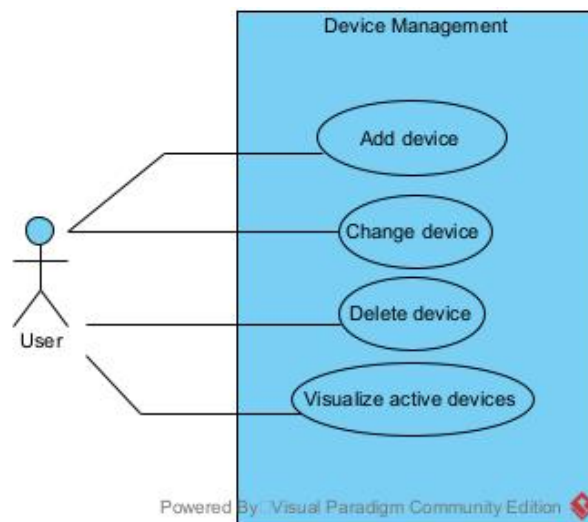 Device Management
Add device
Change device
Delete device
User
Visualize active devices
Powered By Visual Paradigm Community Edition